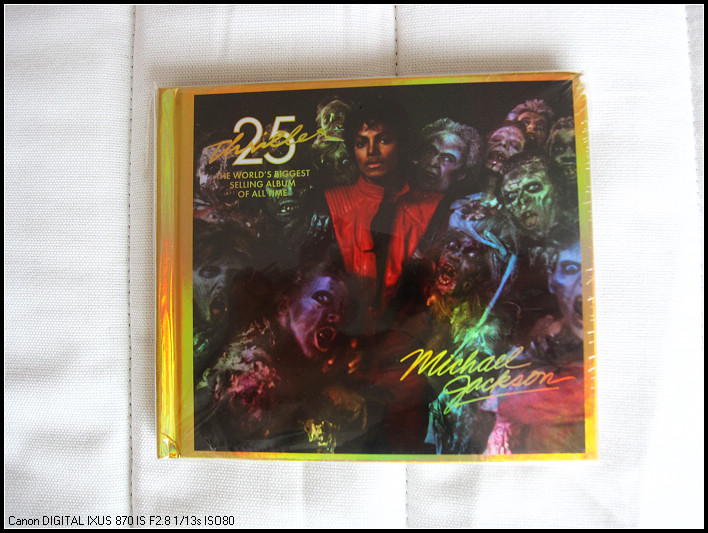 25
Thriller
THE WORLD'S BIGGEST
SELLING ALBUM
OF ALL TIME
Michael
Jackson
Canon DIGITAL IXUS 870 IS F2.8 1/13s ISO80